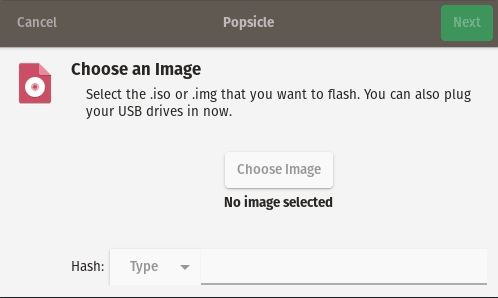 Cancel Popsicle Next
Choose an Image
Select the .iso or .img that you want to flash. You can also plug
your USB drives in now.
Choose Image
No image selected
Hash: Type